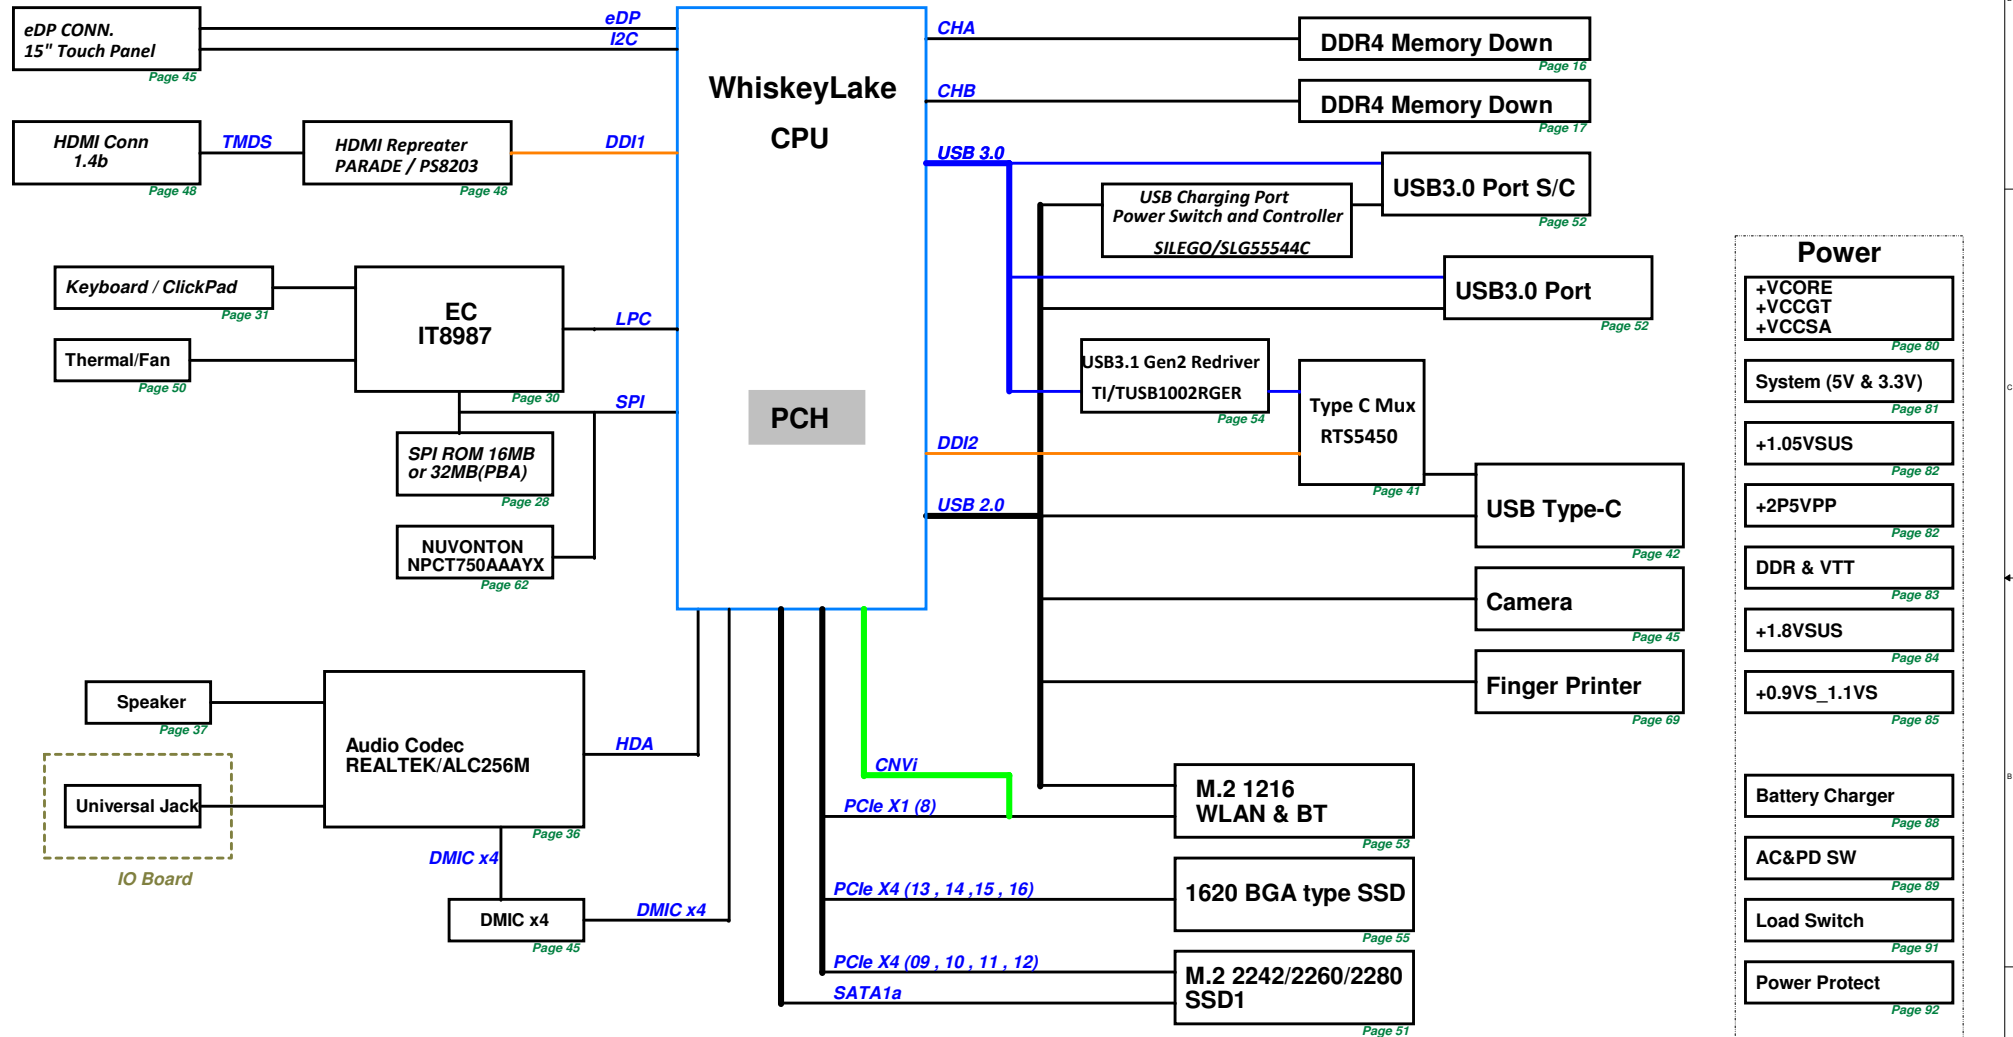 eDP CONN.
15" Touch Panel
Page 45
eDP
I2C
HDMI Conn
1.4b
Page 48
TMDS
HDMI Repreater
PARADE / PS8203
Page 48
DDI1
Keyboard / ClickPad
Page 31
Thermal/Fan
Page 50
EC
IT8987
Page 30
LPC
SPI
SPI ROM 16MB
or 32MB(PBA)
Page 28
NUVONTON
NPCT750AAAYX
Page 62
Speaker
Page 37
Universal Jack
IO Board
Audio Codec
REALTEK/ALC256M
Page 36
HDA
DMIC x4
DMIC x4
Page 45
DMIC x4
WhiskeyLake
CPU
PCH
CHA
DDR4 Memory Down
Page 16
CHB
DDR4 Memory Down
Page 17
USB 3.0
USB3.0 Port S/C
Page 52
USB Charging Port
Power Switch and Controller
SILEGO/SLG55544C
USB3.0 Port
Page 52
USB3.1 Gen2 Redriver
TI/TUSB1002RGER
Page 54
Type C Mux
RTS5450
Page 41
DDI2
USB 2.0
USB Type-C
Page 42
Camera
Page 45
Finger Printer
Page 69
CNVi
PCIe X1 (8)
M.2 1216
WLAN & BT
Page 53
PCIe X4 (13 , 14 ,15 , 16)
1620 BGA type SSD
Page 55
PCIe X4 (09 , 10 , 11 , 12)
SATA1a
M.2 2242/2260/2280
SSD1
Page 51
Power
+VCORE
+VCCGT
+VCCSA
Page 80
System (5V & 3.3V)
Page 81
+1.05VSUS
Page 82
+2P5VPP
Page 82
DDR & VTT
Page 83
+1.8VSUS
Page 84
+0.9VS_1.1VS
Page 85
Battery Charger
Page 88
AC&PD SW
Page 89
Load Switch
Page 91
Power Protect
Page 92
C
B